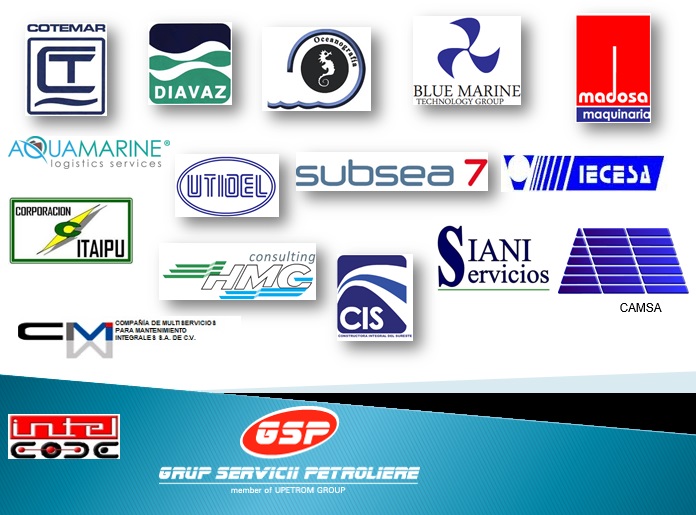 COTEMAR
DIAVAZ
Oceanografía
BLUE MARINE
TECHNOLOGY GROUP
madosa
maquinaria
AQUAMARINE®
logistics services
UTIDEL
subsea 7
IECESA
CORPORACION
ITAIPU
consulting
HMC
CIS
CONSTRUCTORA INTEGRAL DEL SURESTE
SIANI
Servicios
CAMSA
CMM
COMPAÑÍA DE MULTISERVICIOS
PARA MANTENIMIENTO
INTEGRALES S.A. DE C.V.
intel
CODE
GSP
GRUP SERVICII PETROLIERE
member of UPETROM GROUP